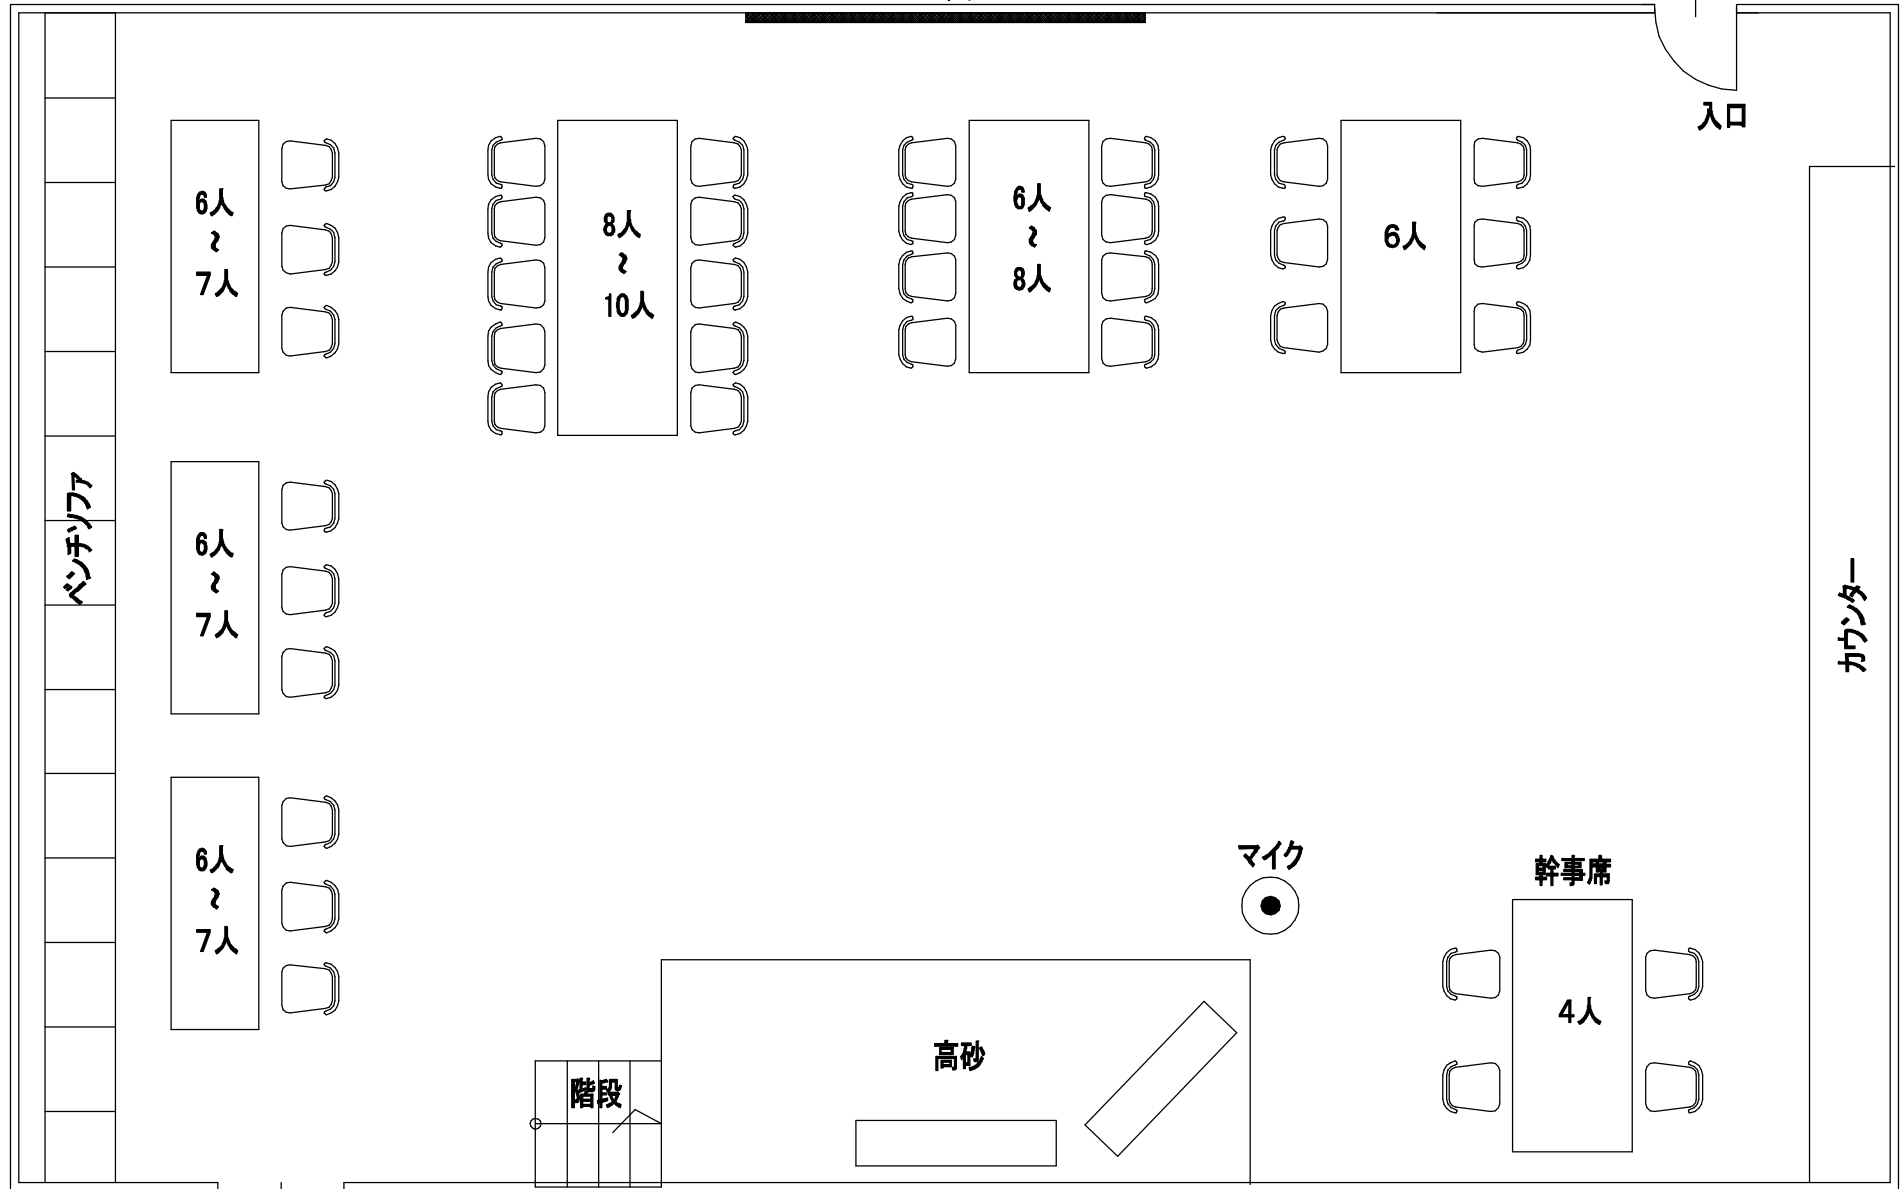 入口
6人
~
7人
8人
~
10人
6人
~
8人
6人
ベンチソファ
6人
~
7人
カウンター
6人
~
7人
マイク
幹事席
4人
高砂
階段